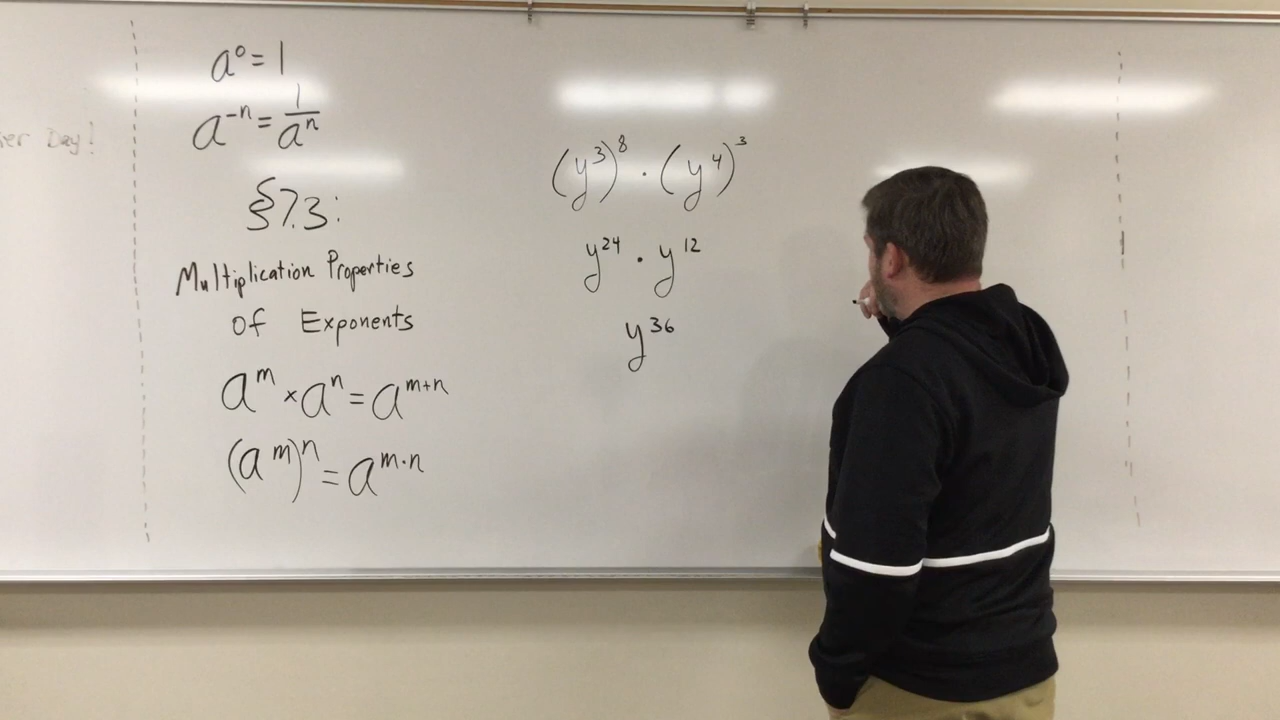 a⁰ = 1
a⁻ⁿ = 1/aⁿ
§7.3:
Multiplication Properties
of Exponents
aᵐ × aⁿ = aᵐ⁺ⁿ
(aᵐ)ⁿ = aᵐ·ⁿ
(y³)⁸ · (y⁴)³
y²⁴ · y¹²
y³⁶
Day!